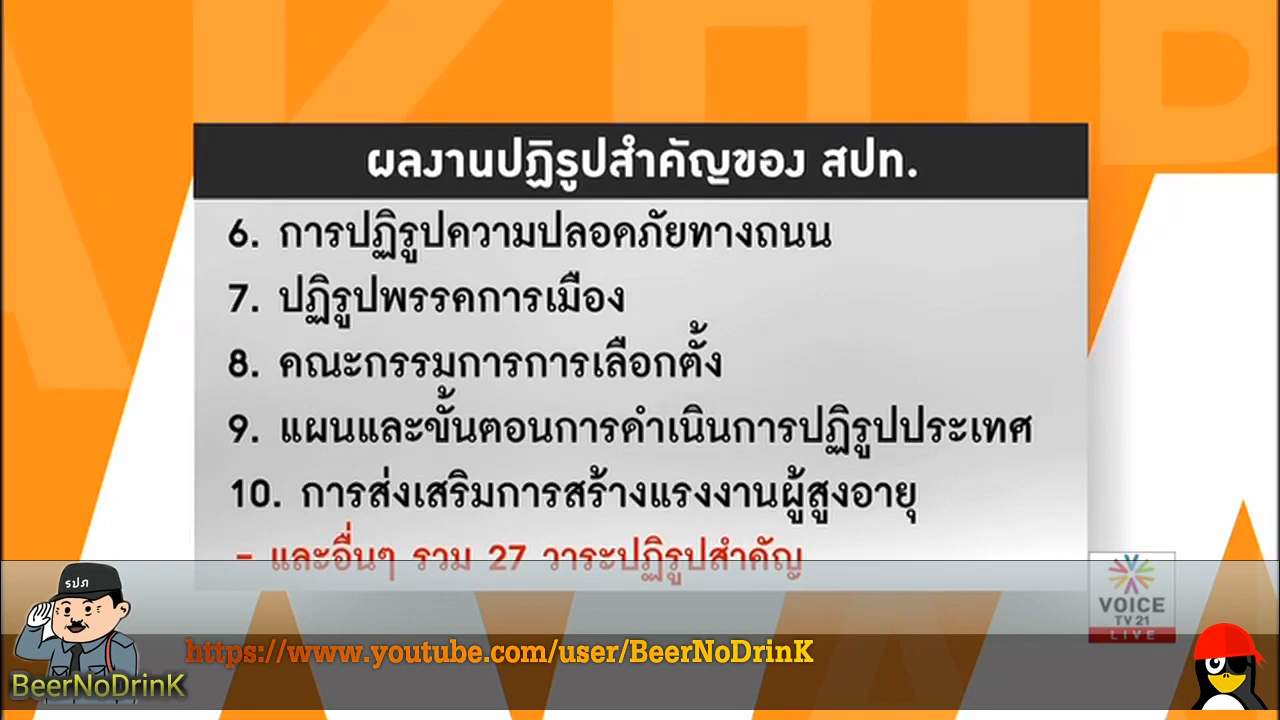 ผลงานปฏิรูปสำคัญของ สปท.
6. การปฏิรูปความปลอดภัยทางถนน
7. ปฏิรูปพรรคการเมือง
8. คณะกรรมการการเลือกตั้ง
9. แผนและขั้นตอนการดำเนินการปฏิรูปประเทศ
10. การส่งเสริมการสร้างแรงงานผู้สูงอายุ
- และอื่นๆ รวม 27 วาระปฏิรูปสำคัญ
รปภ
VOICE
TV 21
LIVE
https://www.youtube.com/user/BeerNoDrinK
BeerNoDrinK